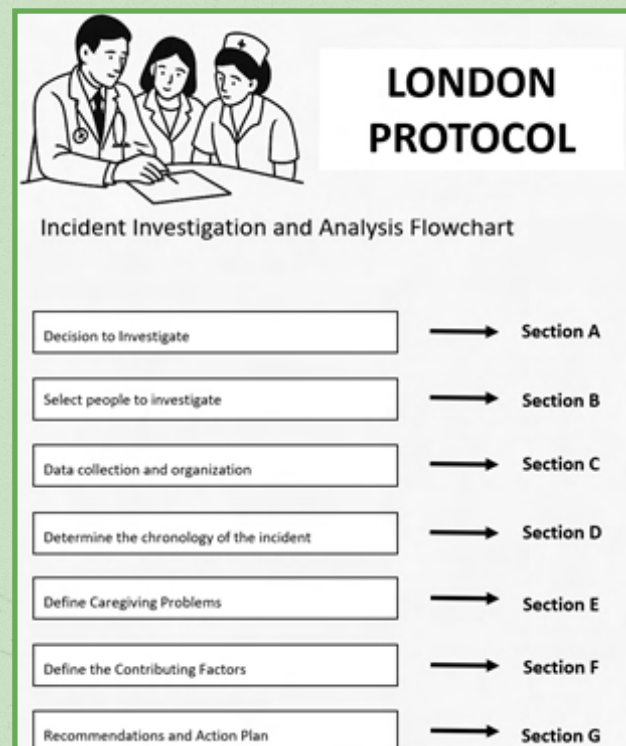 LONDON
PROTOCOL
Incident Investigation and Analysis Flowchart
Decision to Investigate
Section A
Select people to investigate
Section B
Data collection and organization
Section C
Determine the chronology of the incident
Section D
Define Caregiving Problems
Section E
Define the Contributing Factors
Section F
Recommendations and Action Plan
Section G